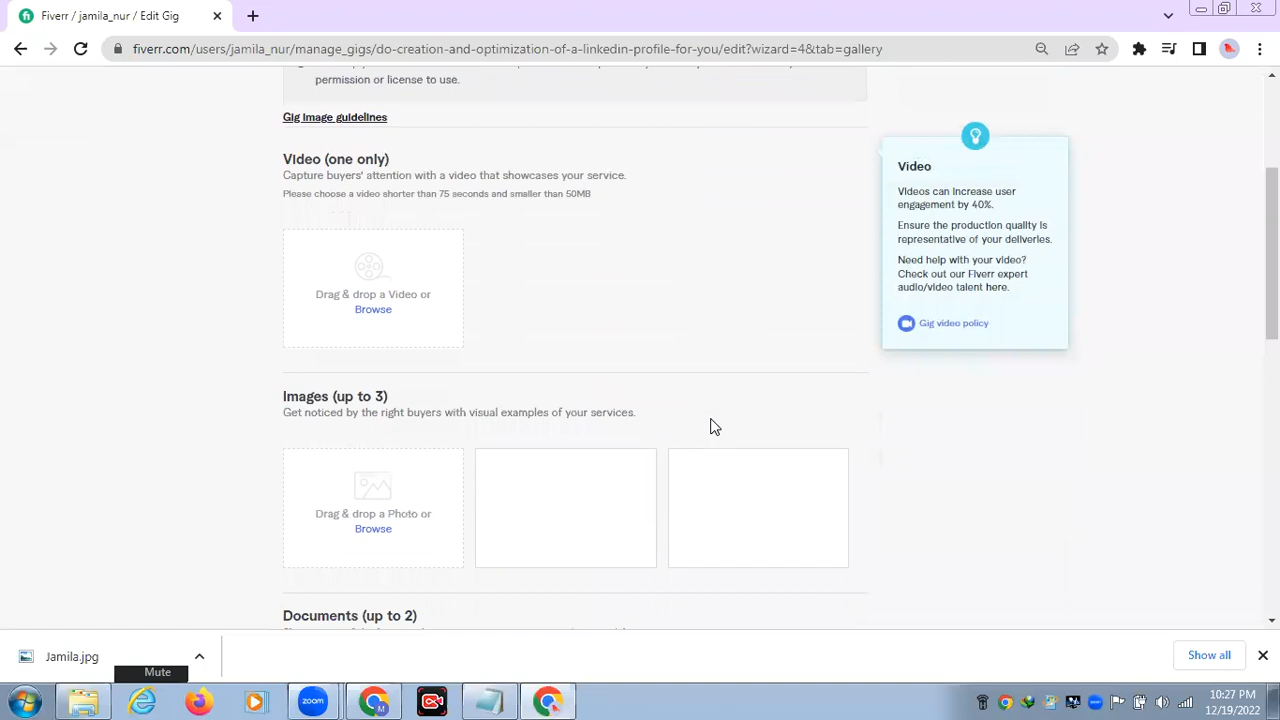 Fiverr / jamila_nur / Edit Gig
fiverr.com/users/jamila_nur/manage_gigs/do-creation-and-optimization-of-a-linkedin-profile-for-you/edit?wizard=4&tab=gallery
permission or license to use.
Gig image guidelines
Video (one only)
Capture buyers' attention with a video that showcases your service.
Please choose a video shorter than 75 seconds and smaller than 50MB
Drag & drop a Video or
Browse
Video
Videos can increase user
engagement by 40%.
Ensure the production quality is
representative of your deliveries.
Need help with your video?
Check out our Fiverr expert
audio/video talent here.
Gig video policy
Images (up to 3)
Get noticed by the right buyers with visual examples of your services.
Drag & drop a Photo or
Browse
Documents (up to 2)
Jamila.jpg
Show all
Mute
zoom
M
10:27 PM
12/19/2022